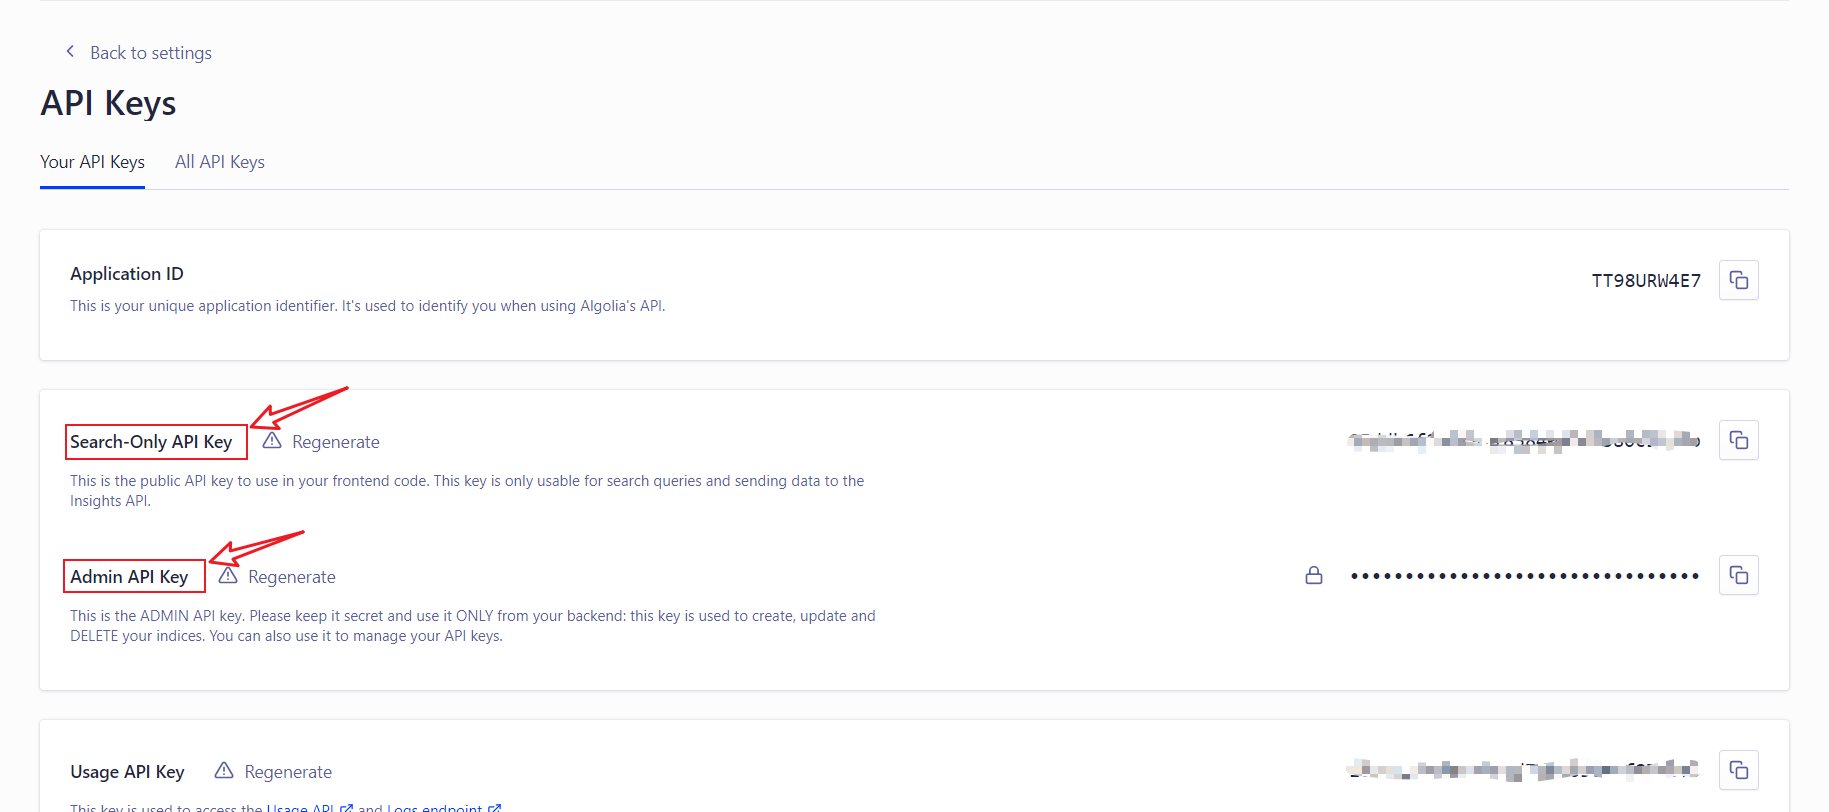 Back to settings
API Keys
Your API Keys
All API Keys
Application ID
TT98URW4E7
This is your unique application identifier. It's used to identify you when using Algolia's API.
Search-Only API Key
Regenerate
This is the public API key to use in your frontend code. This key is only usable for search queries and sending data to the
Insights API.
Admin API Key
Regenerate
••••••••••••••••••••••••••••••••
This is the ADMIN API key. Please keep it secret and use it ONLY from your backend: this key is used to create, update and
DELETE your indices. You can also use it to manage your API keys.
Usage API Key
Regenerate
This key is used to access the Usage API and Logs endpoint